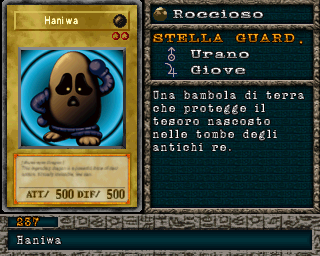 Haniwa
ATT/ 500 DIF/ 500
Roccioso
STELLA GUARD.
Urano
Giove
Una bambola di terra
che protegge il
tesoro nascosto
nelle tombe degli
antichi re.
237
Haniwa